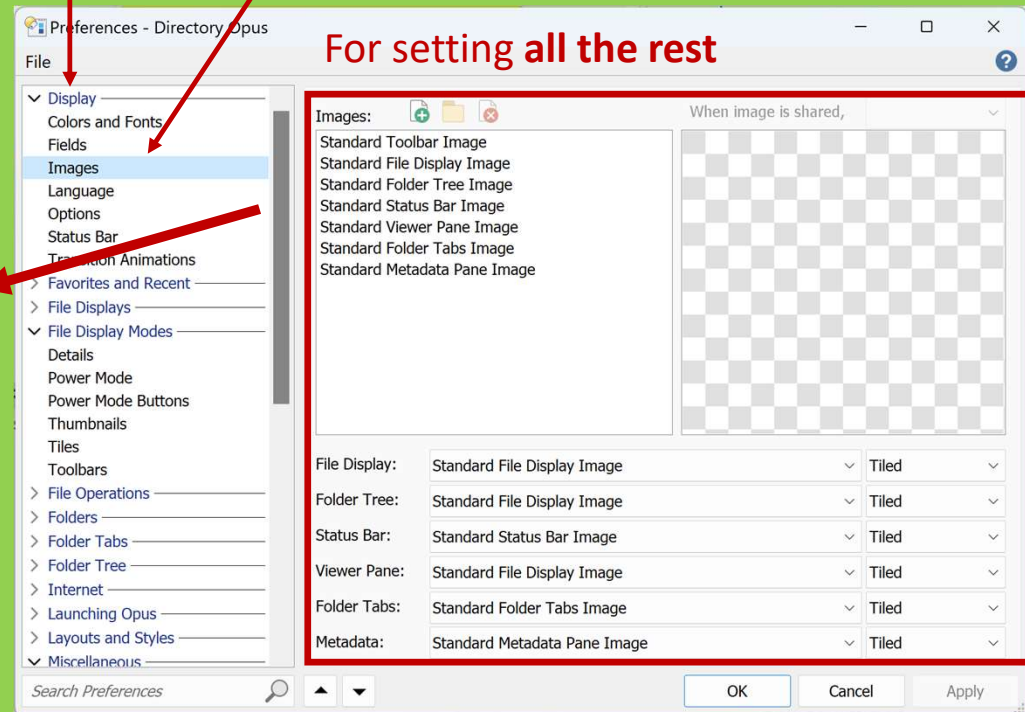 Preferences - Directory Opus
For setting all the rest
File
Display
Colors and Fonts
Fields
Images
Language
Options
Status Bar
Transition Animations
Favorites and Recent
File Displays
File Display Modes
Details
Power Mode
Power Mode Buttons
Thumbnails
Tiles
Toolbars
File Operations
Folders
Folder Tabs
Folder Tree
Internet
Launching Opus
Layouts and Styles
Miscellaneous
Search Preferences
Images:
When image is shared,
Standard Toolbar Image
Standard File Display Image
Standard Folder Tree Image
Standard Status Bar Image
Standard Viewer Pane Image
Standard Folder Tabs Image
Standard Metadata Pane Image
File Display: Standard File Display Image Tiled
Folder Tree: Standard File Display Image Tiled
Status Bar: Standard Status Bar Image Tiled
Viewer Pane: Standard File Display Image Tiled
Folder Tabs: Standard Folder Tabs Image Tiled
Metadata: Standard Metadata Pane Image Tiled
OK Cancel Apply